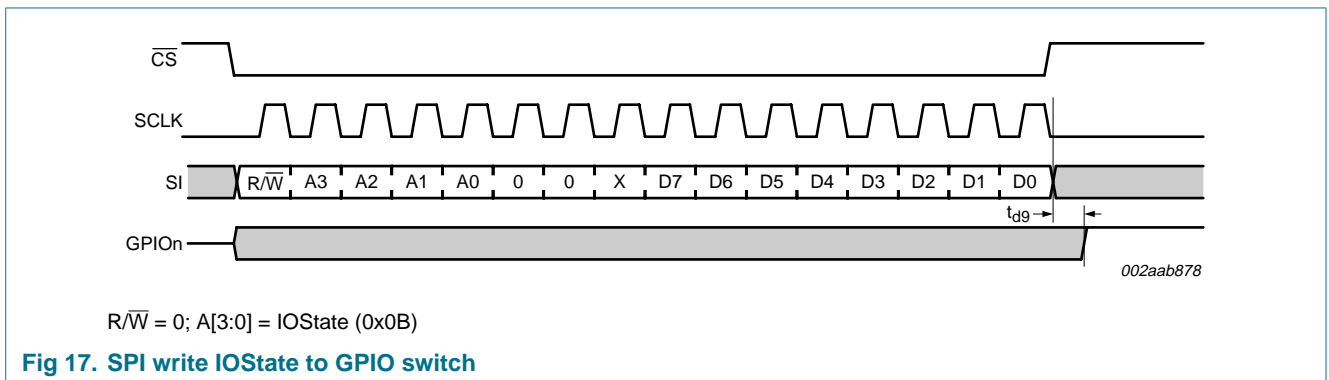 C̅S̅
SCLK
SI R/W̅ A3 A2 A1 A0 0 0 X D7 D6 D5 D4 D3 D2 D1 D0
td9
GPIOn
002aab878
R/W̅ = 0; A[3:0] = IOState (0x0B)
Fig 17. SPI write IOState to GPIO switch